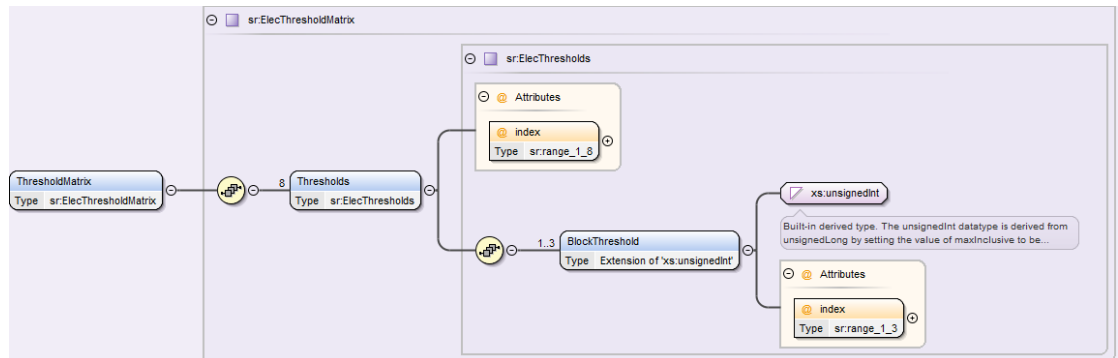 sr:ElecThresholdMatrix
sr:ElecThresholds
@ Attributes
@ index
Type sr:range_1_8
ThresholdMatrix
Type sr:ElecThresholdMatrix
8
Thresholds
Type sr:ElecThresholds
xs:unsignedInt
Built-in derived type. The unsignedInt datatype is derived from
unsignedLong by setting the value of maxInclusive to be...
1..3
BlockThreshold
Type Extension of 'xs:unsignedInt'
@ Attributes
@ index
Type sr:range_1_3